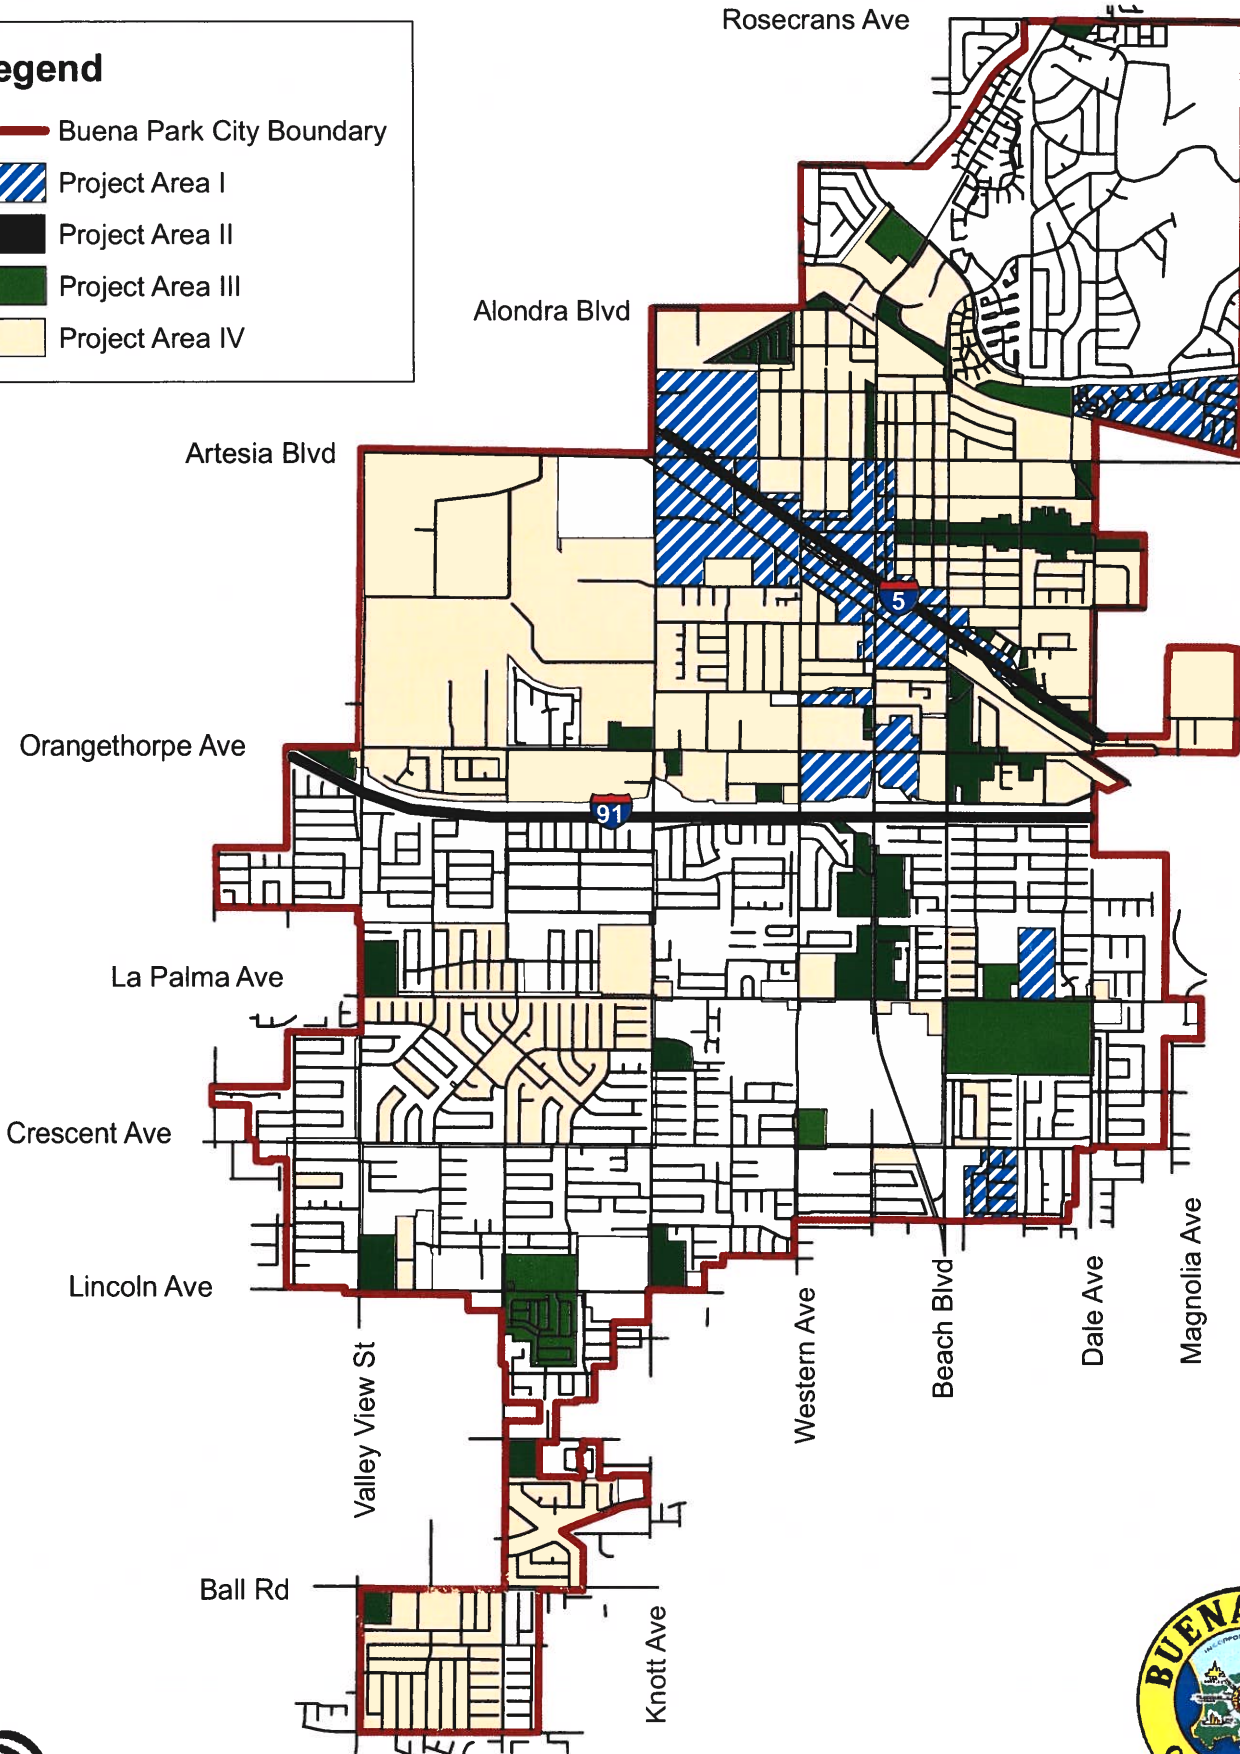 Rosecrans Ave
egend
Buena Park City Boundary
Project Area I
Project Area II
Project Area III
Project Area IV
Alondra Blvd
Artesia Blvd
5
Orangethorpe Ave
91
La Palma Ave
Crescent Ave
Lincoln Ave
Valley View St
Western Ave
Beach Blvd
Dale Ave
Magnolia Ave
Ball Rd
Knott Ave
BUENA